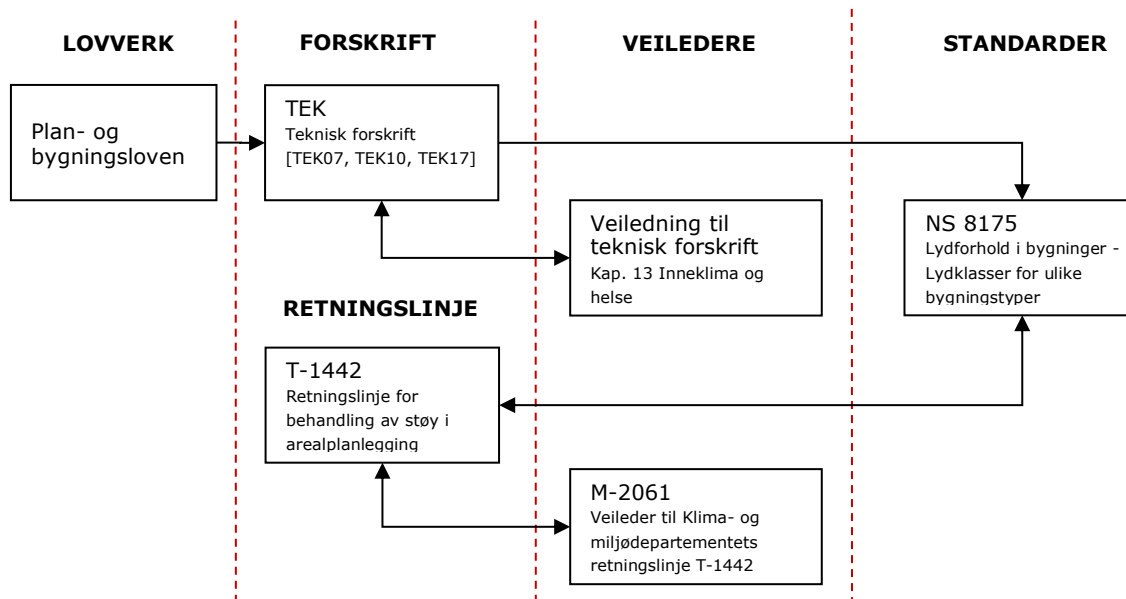 LOVVERK
FORSKRIFT
VEILEDERE
STANDARDER
Plan- og
bygningsloven
TEK
Teknisk forskrift
[TEK07, TEK10, TEK17]
Veiledning til
teknisk forskrift
Kap. 13 Inneklima og
helse
NS 8175
Lydforhold i bygninger -
Lydklasser for ulike
bygningstyper
RETNINGSLINJE
T-1442
Retningslinje for
behandling av støy i
arealplanlegging
M-2061
Veileder til Klima- og
miljødepartementets
retningslinje T-1442